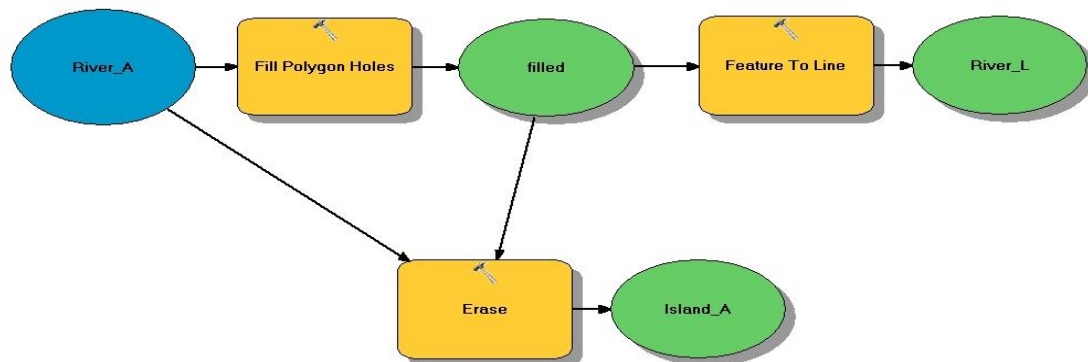 River_A
Fill Polygon Holes
filled
Feature To Line
River_L
Erase
Island_A